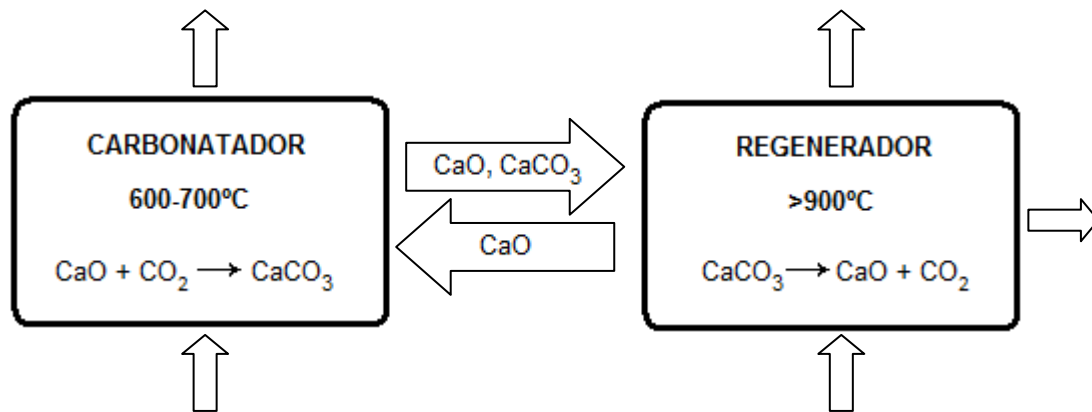 CARBONATADOR
600-700ºC
CaO + CO₂ → CaCO₃
CaO, CaCO₃
CaO
REGENERADOR
>900ºC
CaCO₃ → CaO + CO₂